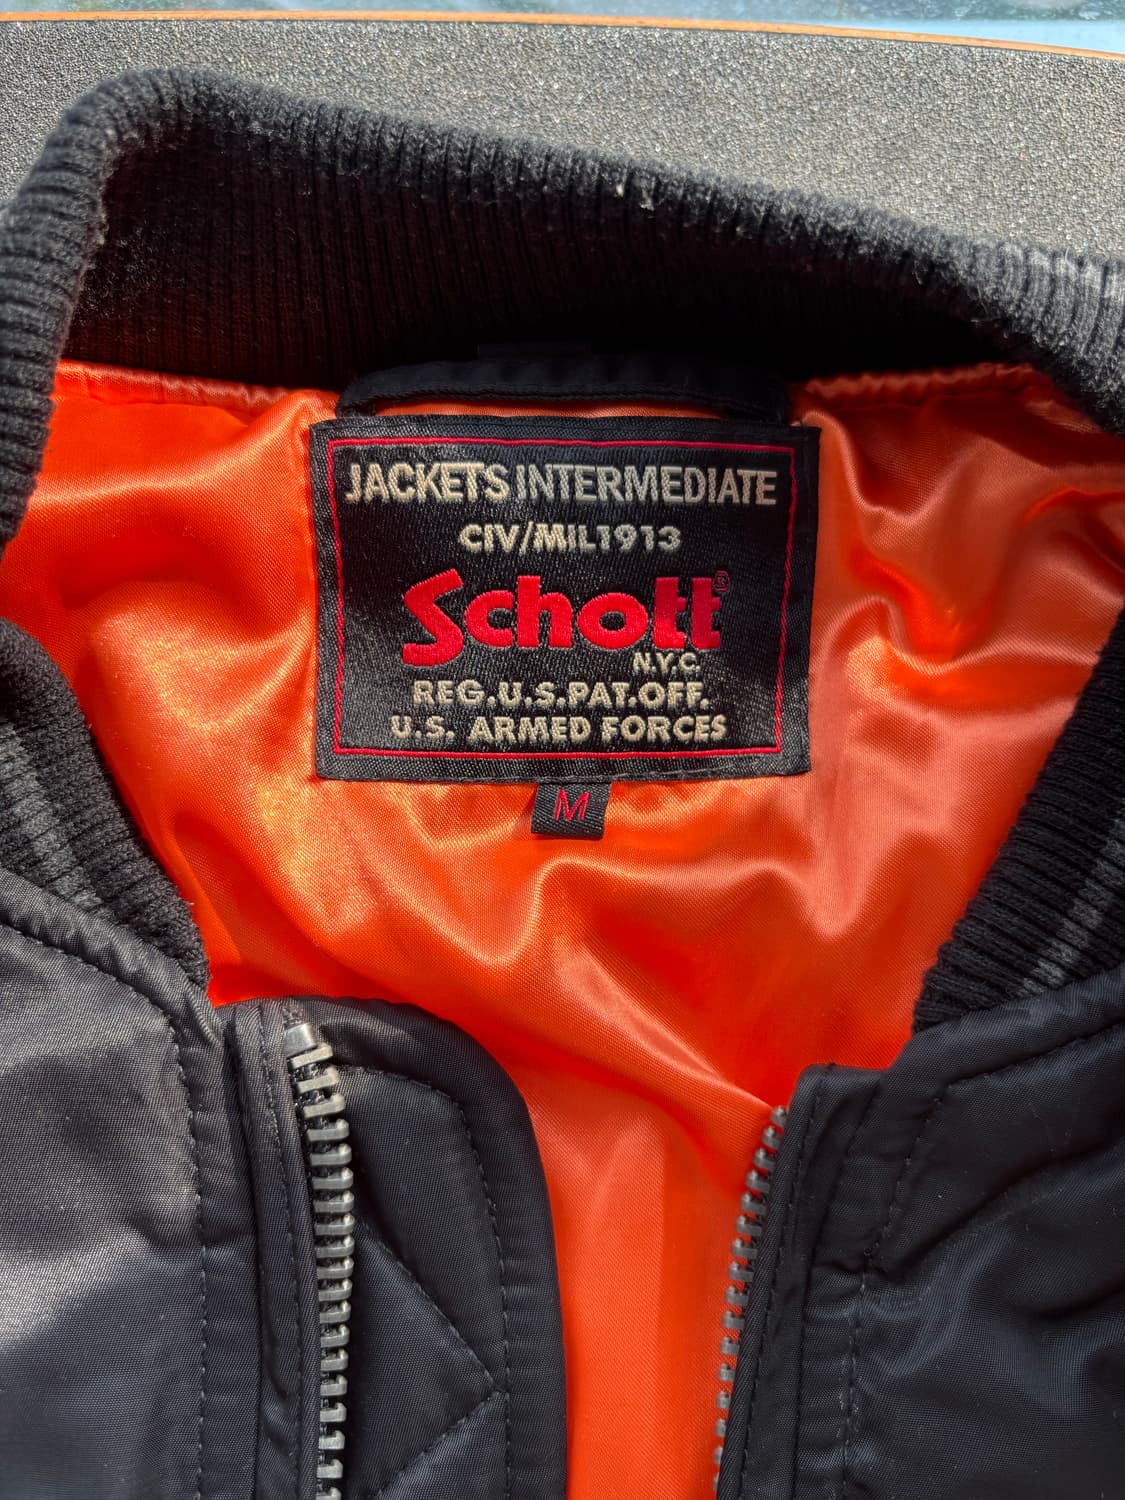 JACKETS INTERMEDIATE
CIV/MIL1913
Schott®
N.Y.C.
REG.U.S.PAT.OFF.
U.S. ARMED FORCES
M